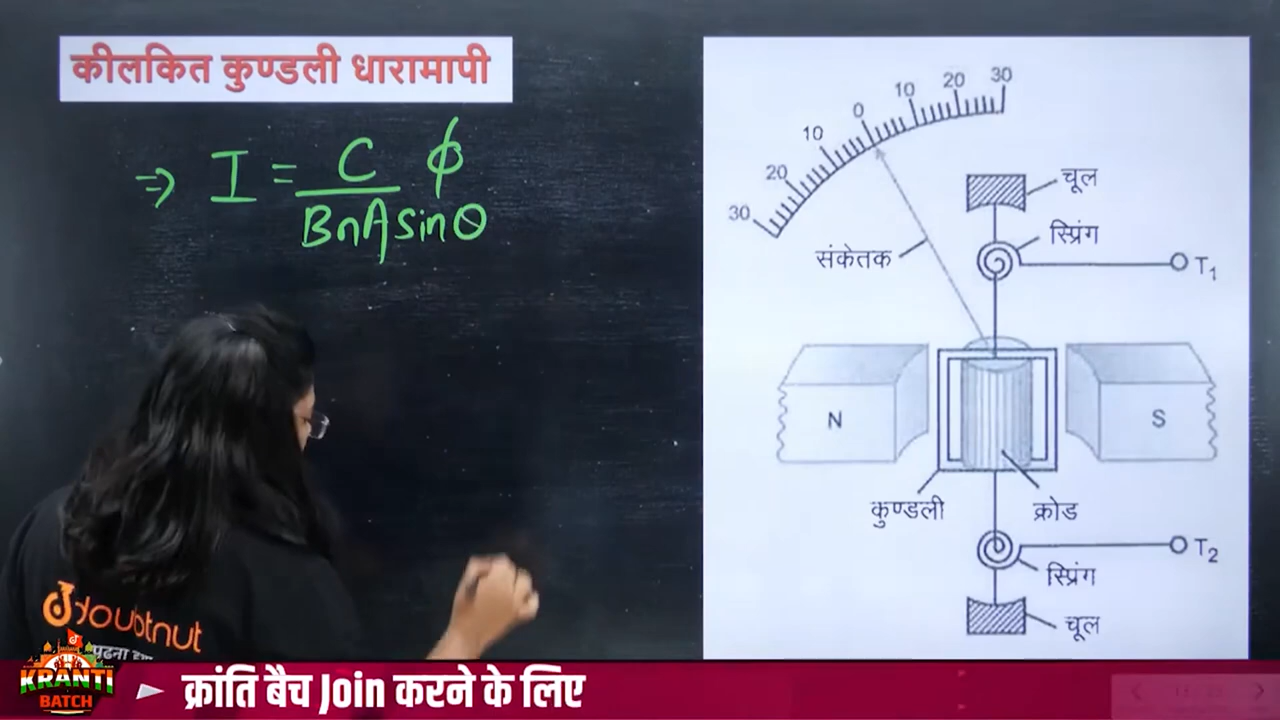 कीलकित कुण्डली धारामापी
⇒ I = C ϕ
BnAsinθ
30
20
10
0
10
20
30
चूल
स्प्रिंग
संकेतक
T₁
N
S
कुण्डली
क्रोड
T₂
स्प्रिंग
चूल
doubtnut
KRANTI
BATCH
क्रांति बैच Join करने के लिए